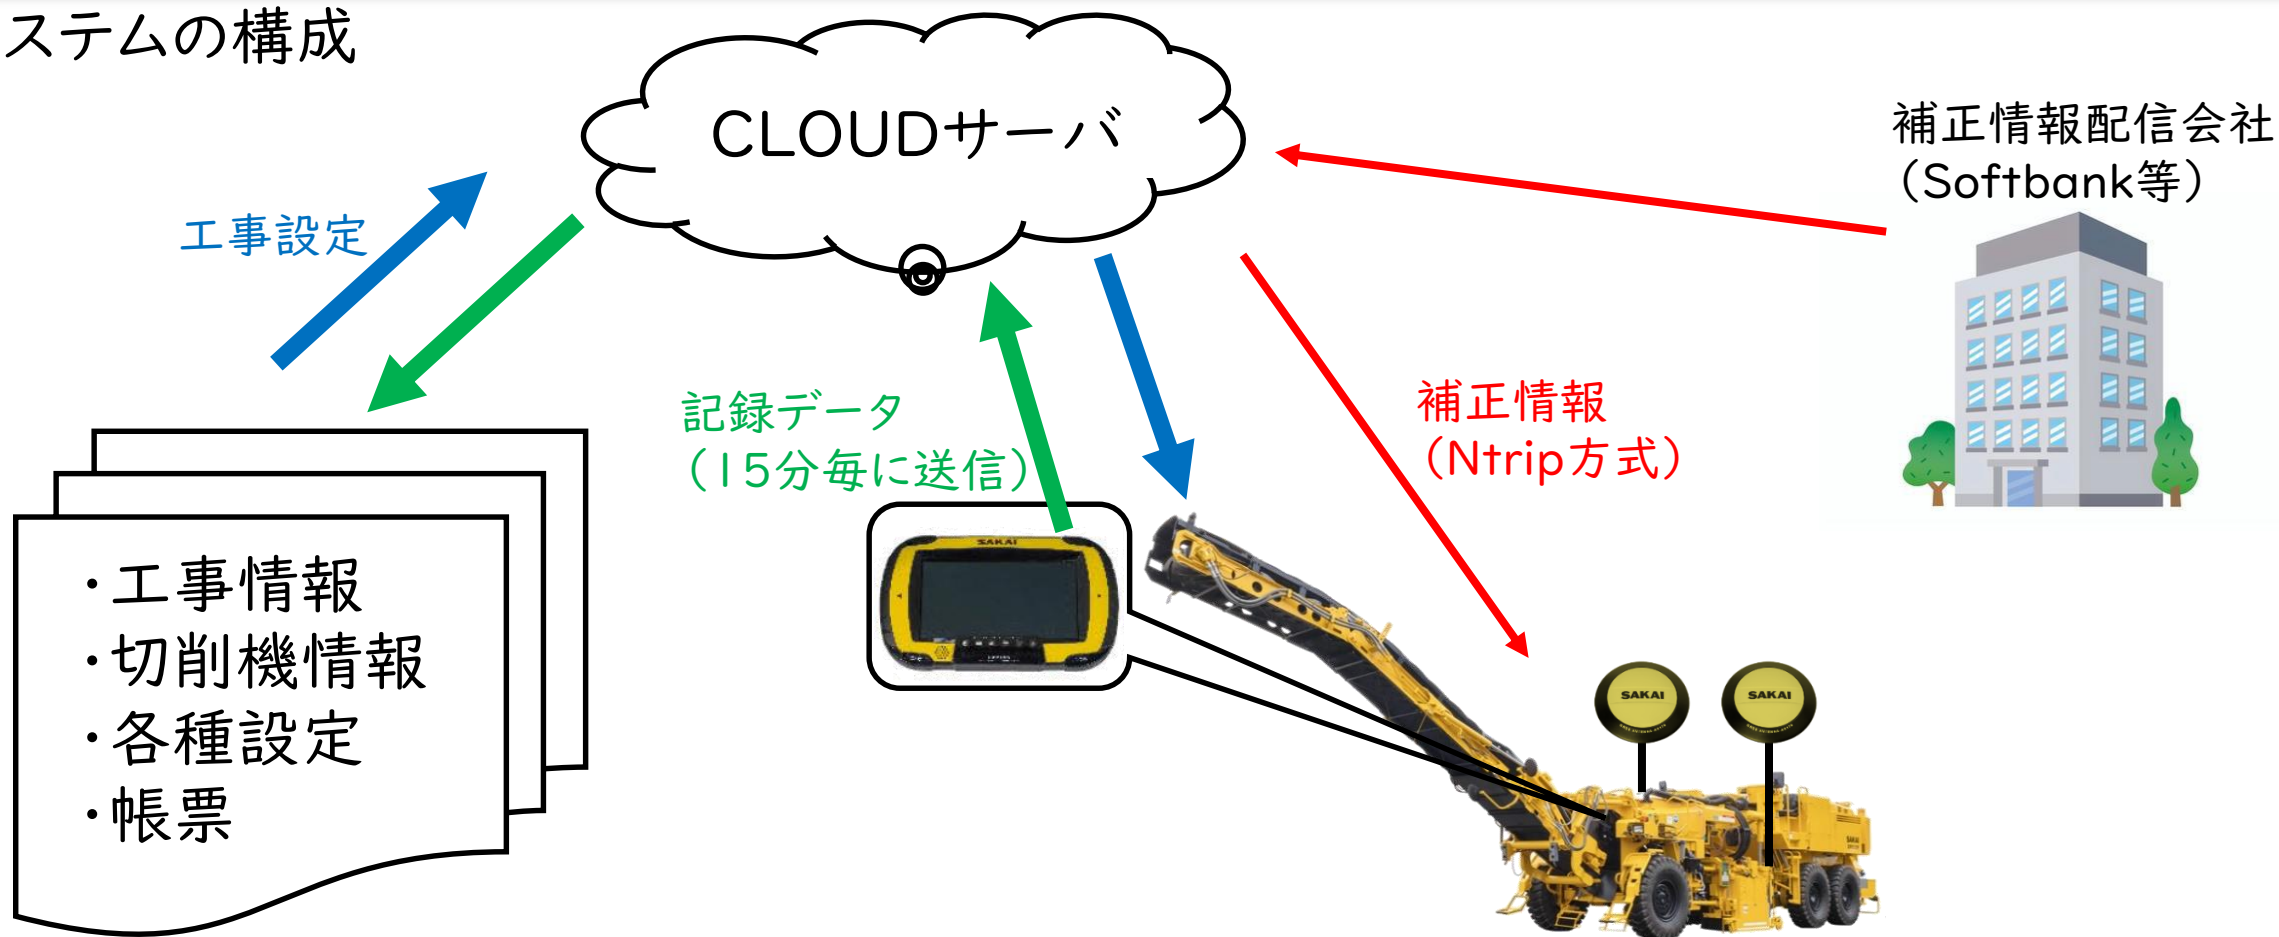 ステムの構成
CLOUDサーバ
補正情報配信会社
（Softbank等）
工事設定
記録データ
（15分毎に送信）
補正情報
（Ntrip方式）
・工事情報
・切削機情報
・各種設定
・帳票
SAKAI
SAKAI
SAKAI
SAKAI